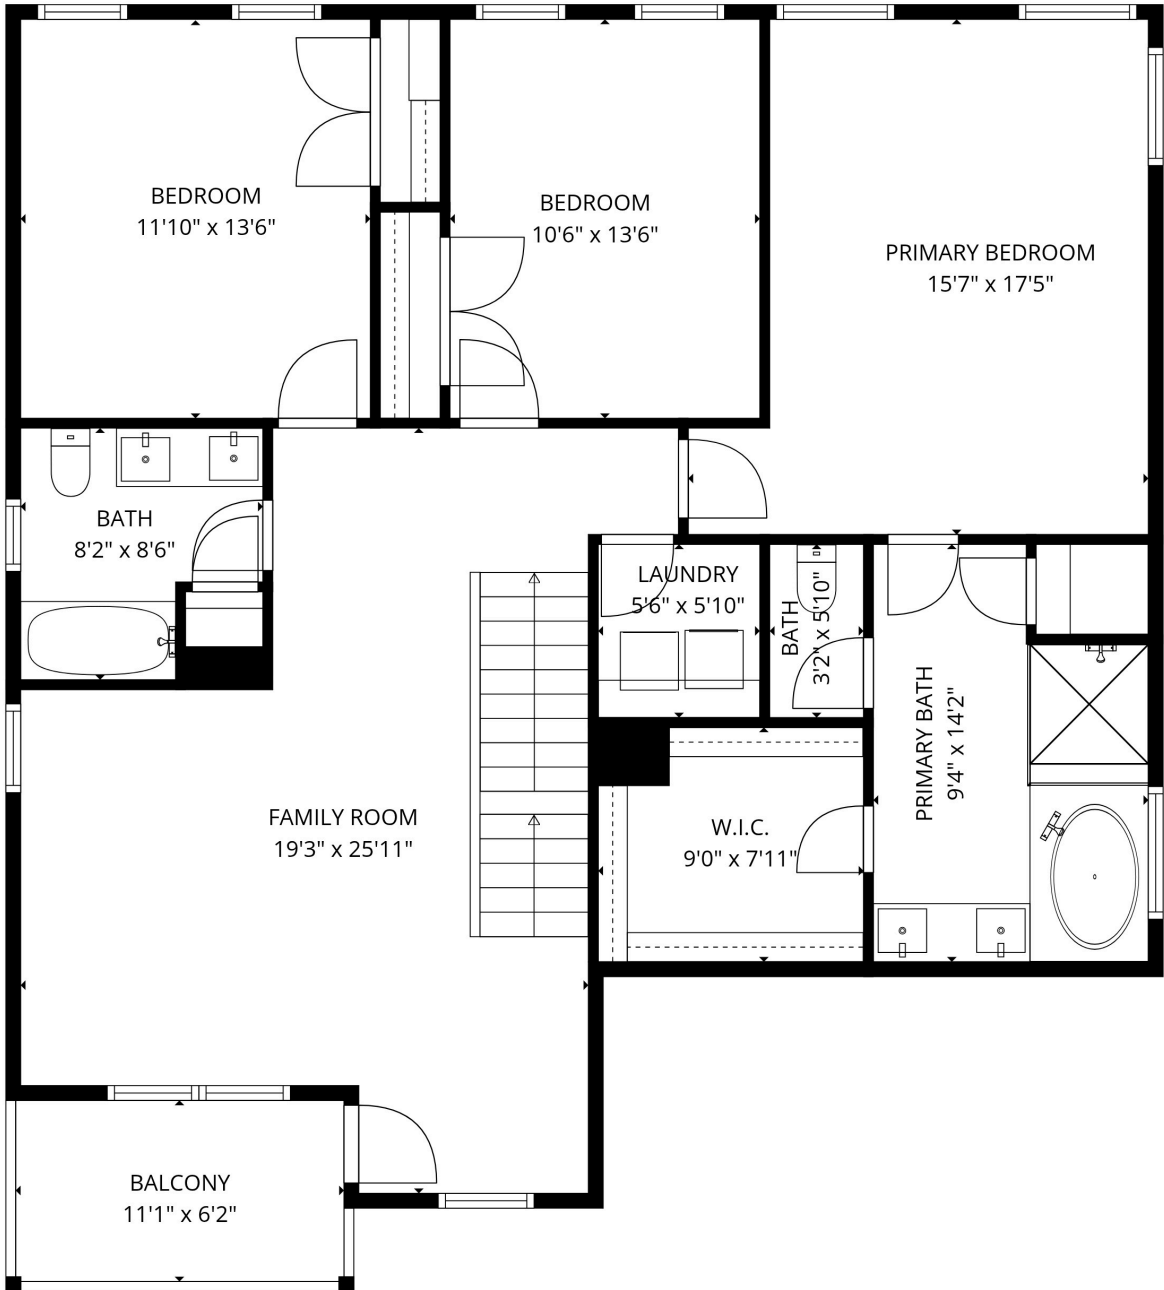 BEDROOM
11'10" x 13'6"
BEDROOM
10'6" x 13'6"
PRIMARY BEDROOM
15'7" x 17'5"
BATH
8'2" x 8'6"
LAUNDRY
5'6" x 5'10"
BATH
3'2" x 5'10"
PRIMARY BATH
9'4" x 14'2"
FAMILY ROOM
19'3" x 25'11"
W.I.C.
9'0" x 7'11"
BALCONY
11'1" x 6'2"